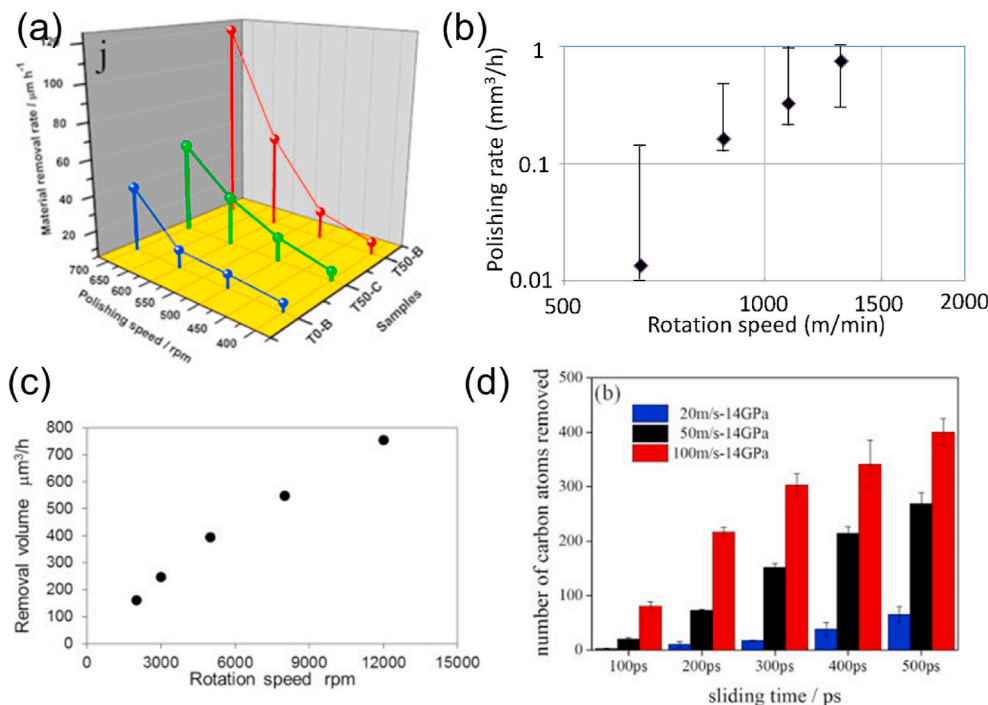 (a)
j
Material removal rate / μm h⁻¹
120
100
80
60
40
20
700
650
600
550
500
450
400
Polishing speed / rpm
T0-B
T50-C
T50-B
Samples
(b)
Polishing rate (mm³/h)
1
0.1
0.01
500
1000
1500
2000
Rotation speed (m/min)
(c)
Removal volume μm³/h
800
700
600
500
400
300
200
100
0
0
3000
6000
9000
12000
15000
Rotation speed rpm
(d)
(b)
number of carbon atoms removed
500
400
300
200
100
0
20m/s-14GPa
50m/s-14GPa
100m/s-14GPa
100ps
200ps
300ps
400ps
500ps
sliding time / ps